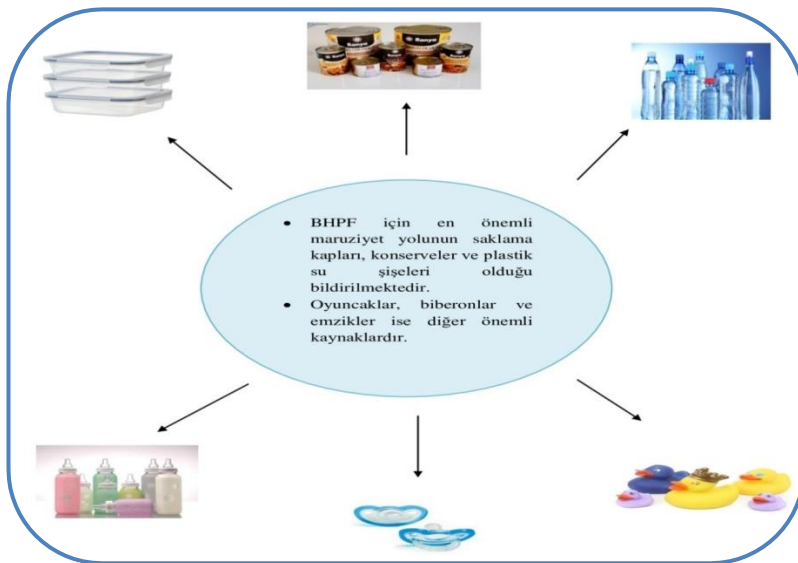 Banyo
• BHPF için en önemli
maruziyet yolunun saklama
kapları, konserveler ve plastik
su şişeleri olduğu
bildirilmektedir.
• Oyuncaklar, biberonlar ve
emzikler ise diğer önemli
kaynaklardır.